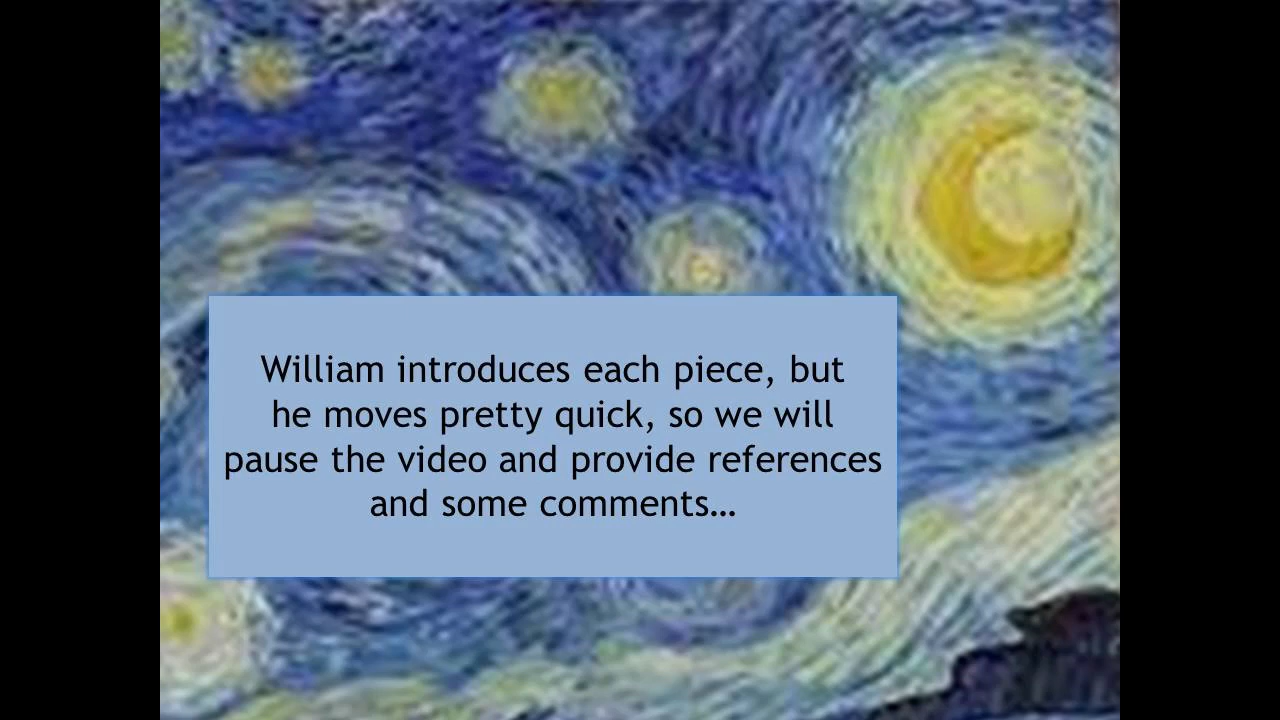 William introduces each piece, but
he moves pretty quick, so we will
pause the video and provide references
and some comments…